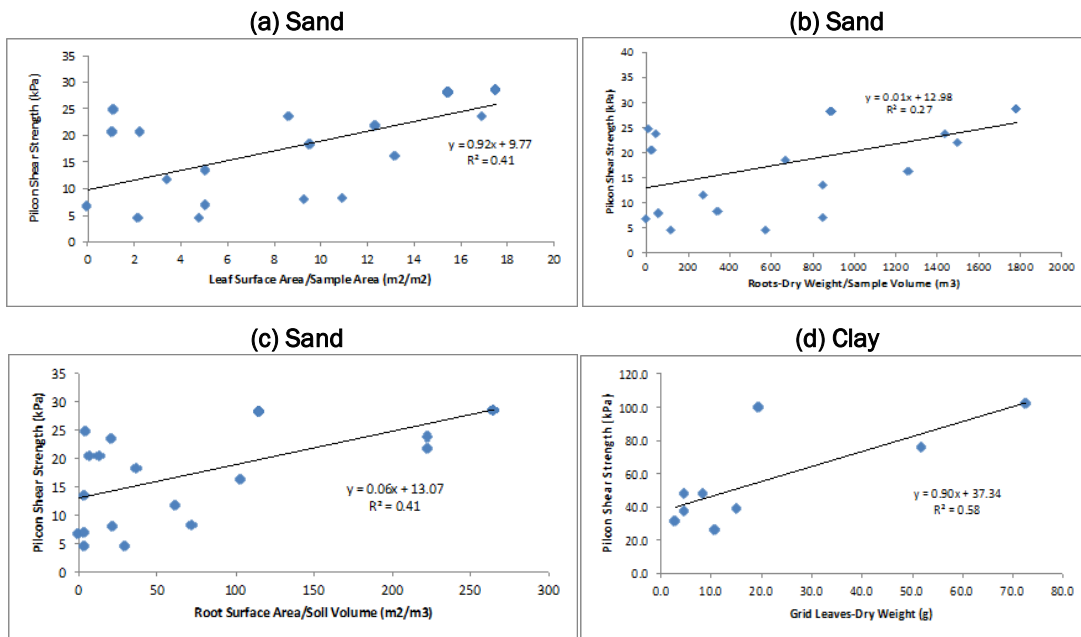 (a) Sand
Pilcon Shear Strength (kPa)
35
30
25
20
15
10
5
0
y = 0.92x + 9.77
R² = 0.41
0 2 4 6 8 10 12 14 16 18 20
Leaf Surface Area/Sample Area (m2/m2)
(b) Sand
Pilcon Shear Strength (kPa)
40
35
30
25
20
15
10
5
0
y = 0.01x + 12.98
R² = 0.27
0 200 400 600 800 1000 1200 1400 1600 1800 2000
Roots-Dry Weight/Sample Volume (m3)
(c) Sand
Pilcon Shear Strength (kPa)
35
30
25
20
15
10
5
0
y = 0.06x + 13.07
R² = 0.41
0 50 100 150 200 250 300
Root Surface Area/Soil Volume (m2/m3)
(d) Clay
Pilcon Shear Strength (kPa)
120.0
100.0
80.0
60.0
40.0
20.0
0.0
y = 0.90x + 37.34
R² = 0.58
0.0 10.0 20.0 30.0 40.0 50.0 60.0 70.0 80.0
Grid Leaves-Dry Weight (g)